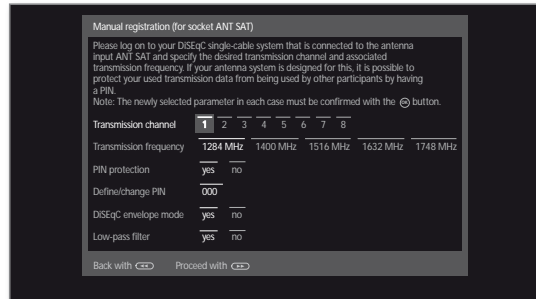 Manual registration (for socket ANT SAT)
Please log on to your DiSEqC single-cable system that is connected to the antenna
input ANT SAT and specify the desired transmission channel and associated
transmission frequency. If your antenna system is designed for this, it is possible to
protect your used transmission data from being used by other participants by having
a PIN.
Note: The newly selected parameter in each case must be confirmed with the OK button.
Transmission channel 1 2 3 4 5 6 7 8
Transmission frequency 1284 MHz 1400 MHz 1516 MHz 1632 MHz 1748 MHz
PIN protection yes no
Define/change PIN 000
DiSEqC envelope mode yes no
Low-pass filter yes no
Back with Proceed with